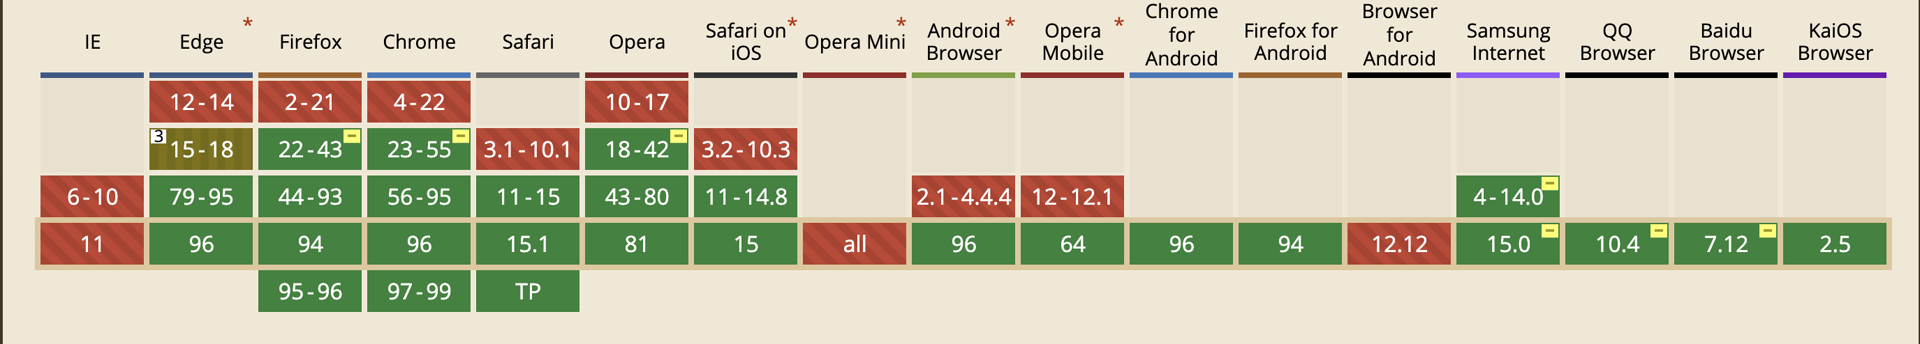 IE
Edge *
Firefox
Chrome
Safari
Opera
Safari on *
iOS
Opera Mini *
Android *
Browser
Opera *
Mobile
Chrome
for
Android
Firefox for
Android
Browser
for
Android
Samsung
Internet
QQ
Browser
Baidu
Browser
KaiOS
Browser
12-14 2-21 4-22 10-17
3 15-18 22-43 23-55 3.1-10.1 18-42 3.2-10.3
6-10 79-95 44-93 56-95 11-15 43-80 11-14.8 2.1-4.4.4 12-12.1 4-14.0
11 96 94 96 15.1 81 15 all 96 64 96 94 12.12 15.0 10.4 7.12 2.5
95-96 97-99 TP